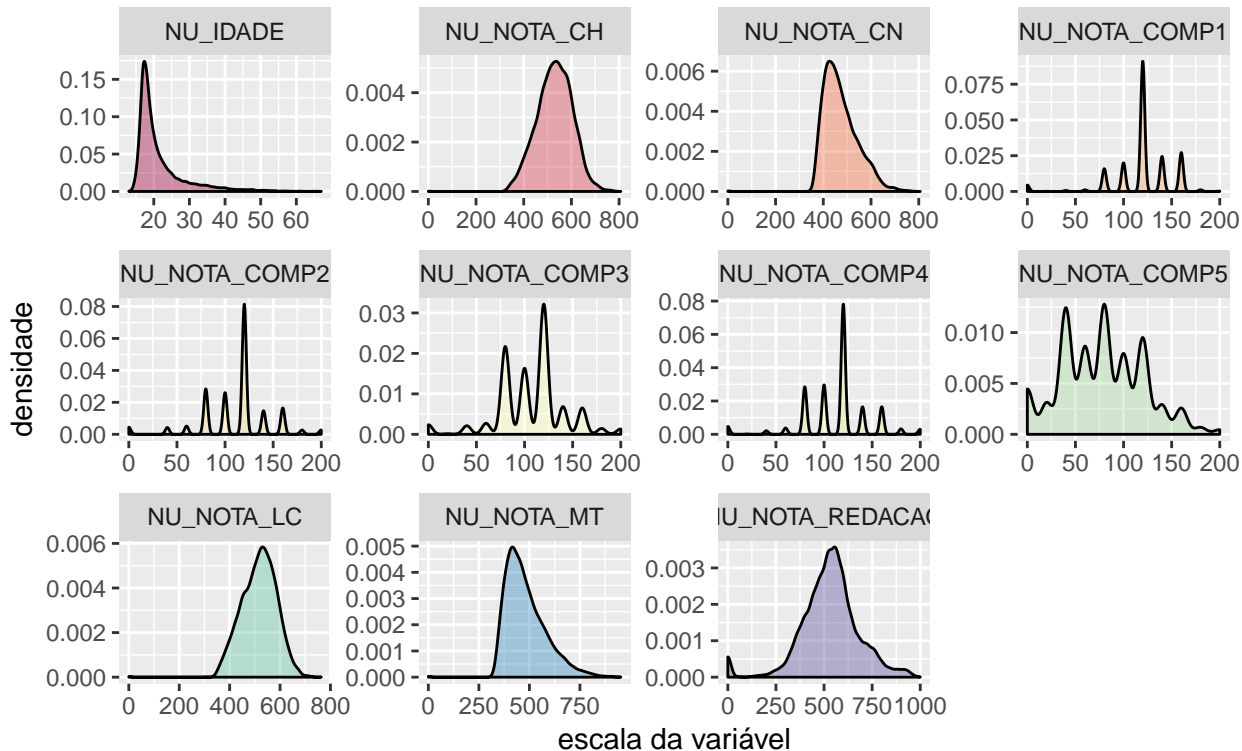 NU_IDADE
0.15
0.10
0.05
0.00
20 30 40 50 60
NU_NOTA_CH
0.004
0.002
0.000
0 200 400 600 800
NU_NOTA_CN
0.006
0.004
0.002
0.000
0 200 400 600 800
NU_NOTA_COMP1
0.075
0.050
0.025
0.000
0 50 100 150 200
densidade
NU_NOTA_COMP2
0.08
0.06
0.04
0.02
0.00
0 50 100 150 200
NU_NOTA_COMP3
0.03
0.02
0.01
0.00
0 50 100 150 200
NU_NOTA_COMP4
0.08
0.06
0.04
0.02
0.00
0 50 100 150 200
NU_NOTA_COMP5
0.010
0.005
0.000
0 50 100 150 200
NU_NOTA_LC
0.006
0.004
0.002
0.000
0 200 400 600 800
NU_NOTA_MT
0.005
0.004
0.003
0.002
0.001
0.000
0 250 500 750
IU_NOTA_REDACAC
0.003
0.002
0.001
0.000
0 250 500 750 1000
escala da variável